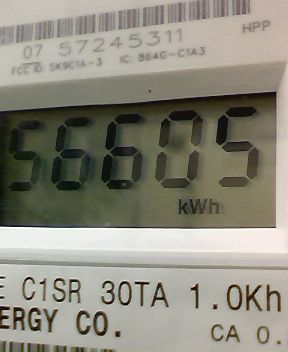 07 57245311 HPP
FCC ID: SK9C1A-3 IC: 864G-C1A3
56605
kWh
E C1SR 30TA 1.0Kh
ERGY CO. CA 0.